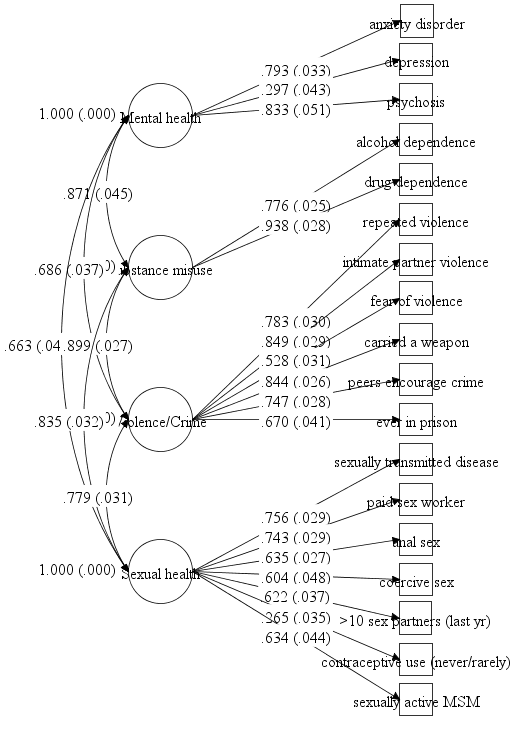 anxiety disorder
depression
.793 (.033)
.297 (.043)
psychosis
.833 (.051)
1.000 (.000)
Mental health
alcohol dependence
drug dependence
.871 (.045)
.776 (.025)
repeated violence
.938 (.028)
intimate partner violence
.686 (.037)
misuse
fear of violence
.783 (.030)
.849 (.029)
carried a weapon
.663 (.04
.899 (.027)
.528 (.031)
.844 (.026)
peers encourage crime
.747 (.028)
.835 (.032)
Violence/Crime
.670 (.041)
ever in prison
sexually transmitted disease
.779 (.031)
paid sex worker
.756 (.029)
.743 (.029)
anal sex
.635 (.027)
1.000 (.000)
Sexual health
.604 (.048)
coercive sex
.622 (.037)
.265 (.035)
>10 sex partners (last yr)
.634 (.044)
contraceptive use (never/rarely)
sexually active MSM